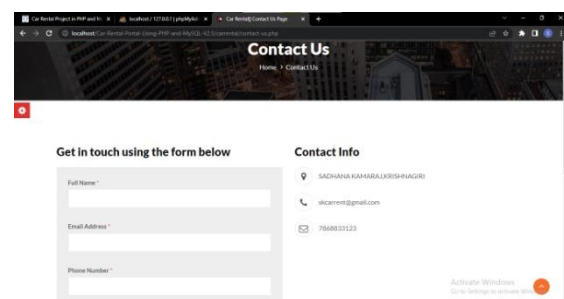 Car Rental Project in PHP and My
localhost / 127.0.0.1 | phpMyAdm
Car Rental| Contact Us Page
localhost/Car-Rental-Portal-Using-PHP-and-MySQL-V2.5/carrental/contact-us.php
Contact Us
Home > Contact Us
Get in touch using the form below
Full Name *
Email Address *
Phone Number *
Contact Info
SADHANA KAMARAJ,KRISHNAGIRI
skcarrent@gmail.com
7868833123
Activate Windows
Go to Settings to activate Win